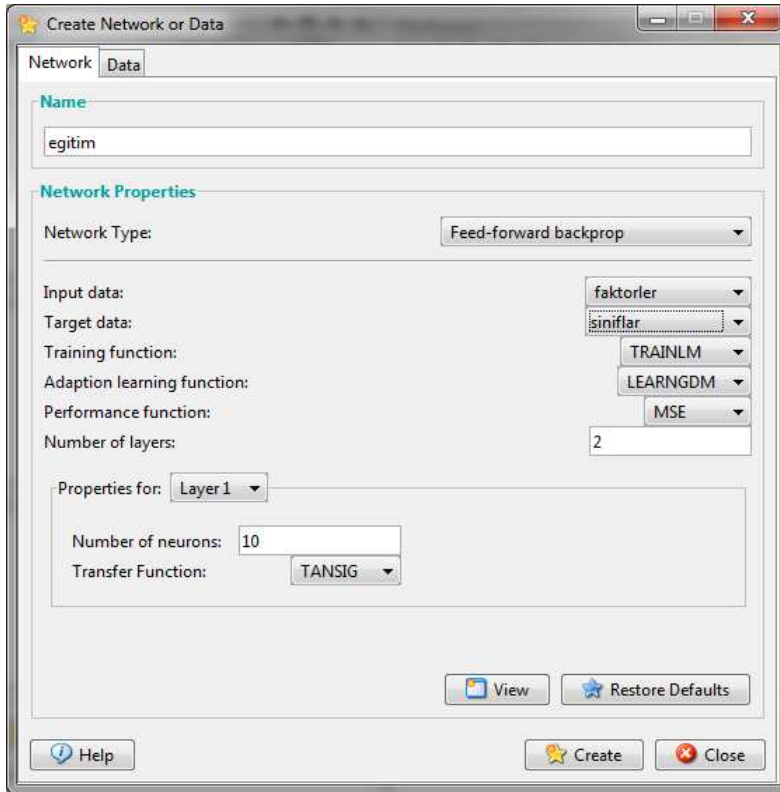 Create Network or Data
Network Data
Name
egitim
Network Properties
Network Type: Feed-forward backprop
Input data: faktorler
Target data: siniflar
Training function: TRAINLM
Adaption learning function: LEARNGDM
Performance function: MSE
Number of layers: 2
Properties for: Layer 1
Number of neurons: 10
Transfer Function: TANSIG
View Restore Defaults
Help Create Close